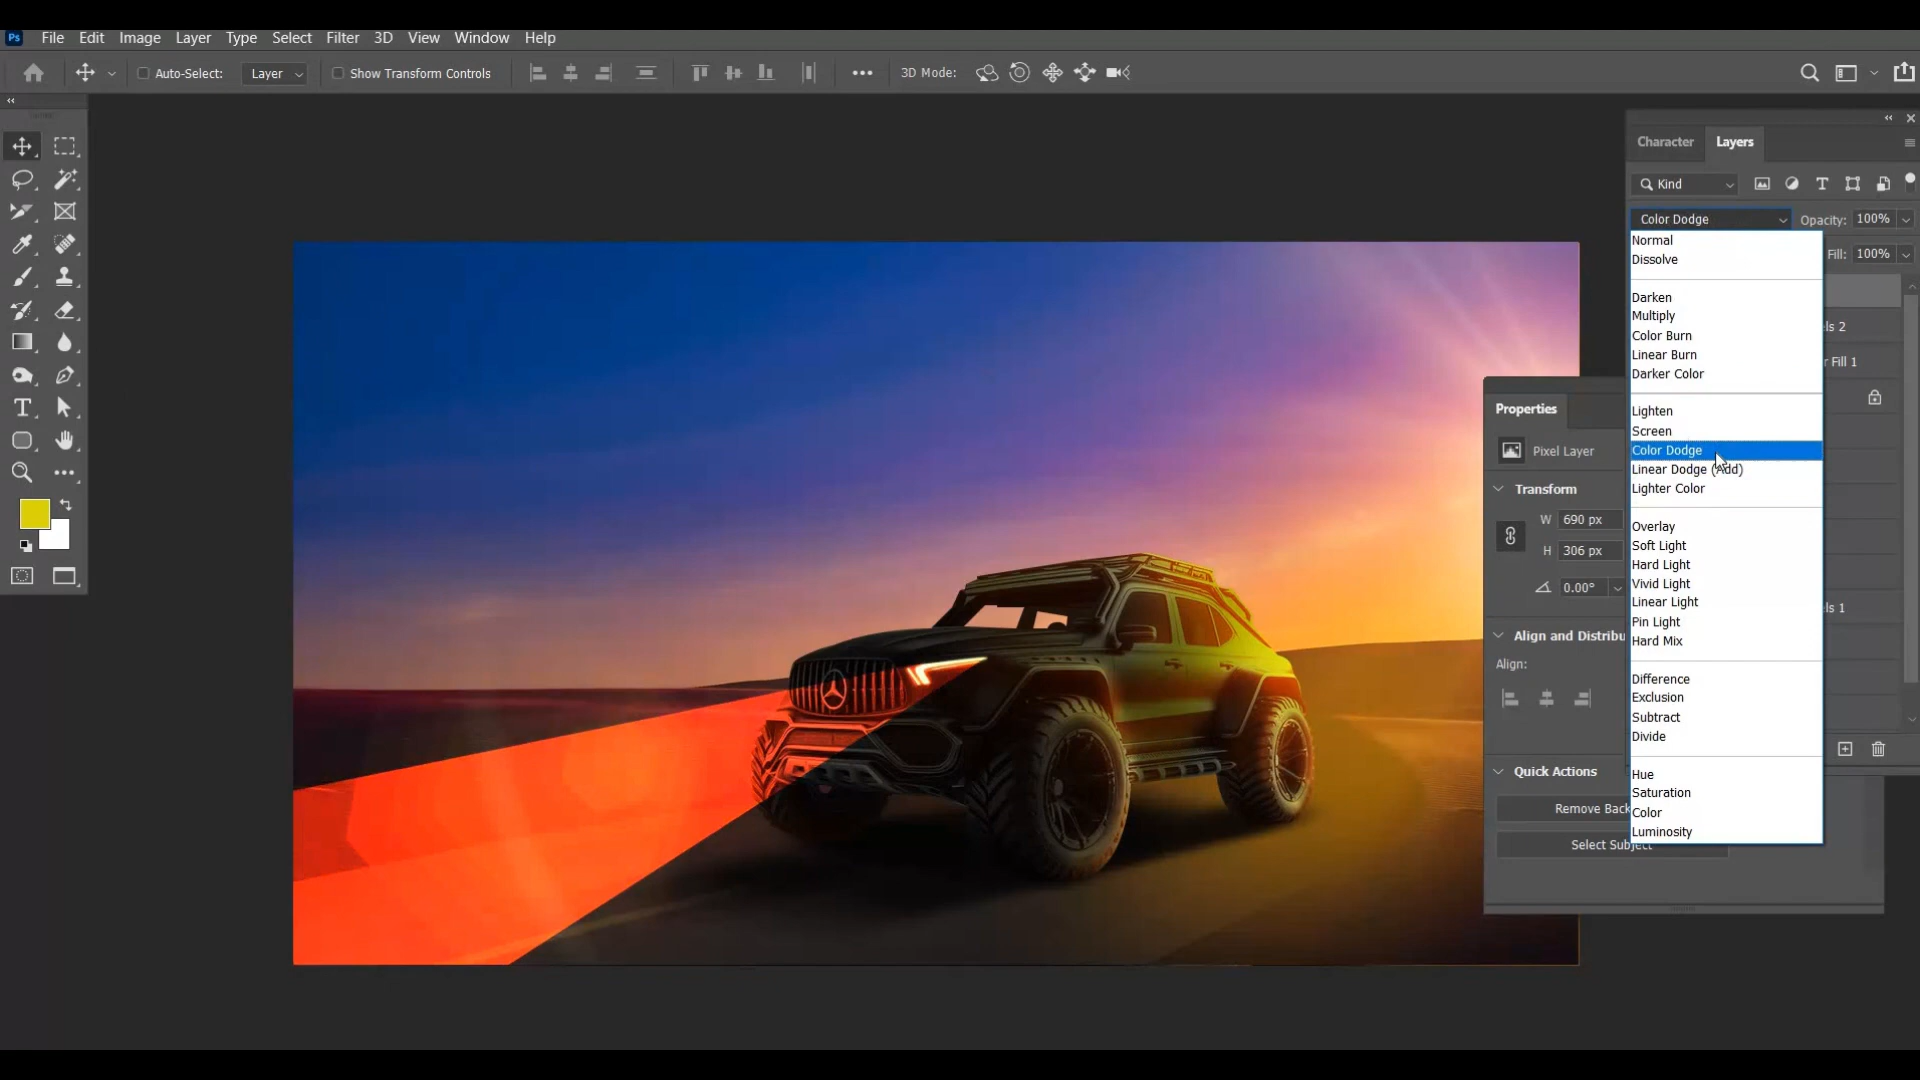 Ps File Edit Image Layer Type Select Filter 3D View Window Help
Auto-Select: Layer Show Transform Controls 3D Mode:
Character Layers
Kind
Color Dodge Opacity: 100%
Normal
Fill: 100%
Dissolve
Darken
Multiply
els 2
Color Burn
Linear Burn
r Fill 1
Darker Color
Lighten
Screen
Color Dodge
Linear Dodge (Add)
Lighter Color
Overlay
Soft Light
Hard Light
Vivid Light
Linear Light
els 1
Pin Light
Hard Mix
Difference
Exclusion
Subtract
Divide
Hue
Saturation
Color
Luminosity
Properties
Pixel Layer
Transform
W 690 px
H 306 px
0.00°
Align and Distribu
Align:
Quick Actions
Remove Back
Select Subject